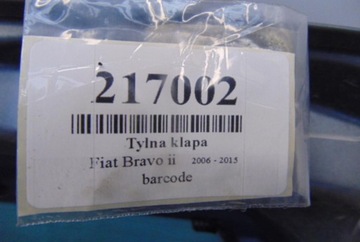 217002
Tylna klapa
Fiat Bravo ii 2006 - 2015
barcode